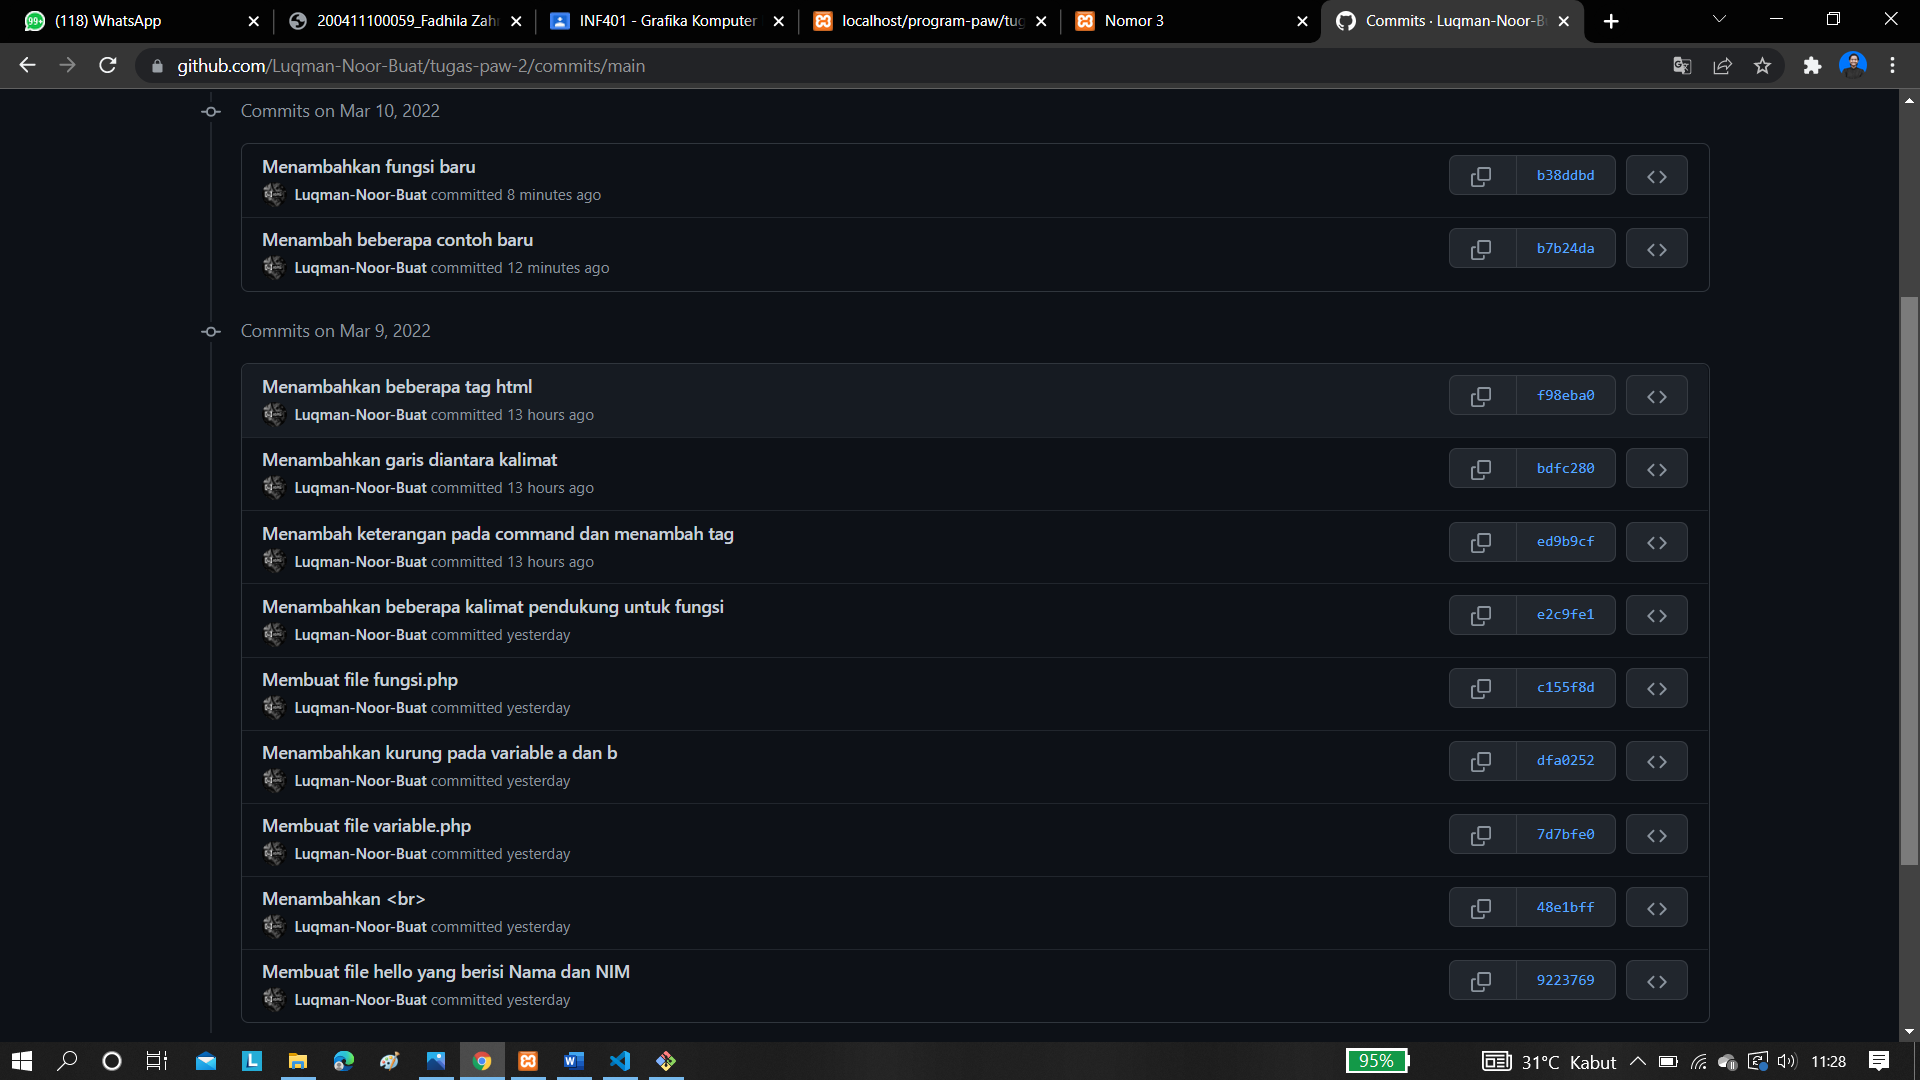 99+ (118) WhatsApp
200411100059_Fadhila Zah
INF401 - Grafika Komputer
localhost/program-paw/tug
Nomor 3
Commits · Luqman-Noor-B
github.com/Luqman-Noor-Buat/tugas-paw-2/commits/main
Commits on Mar 10, 2022
Menambahkan fungsi baru
b38ddbd
Luqman-Noor-Buat committed 8 minutes ago
Menambah beberapa contoh baru
b7b24da
Luqman-Noor-Buat committed 12 minutes ago
Commits on Mar 9, 2022
Menambahkan beberapa tag html
f98eba0
Luqman-Noor-Buat committed 13 hours ago
Menambahkan garis diantara kalimat
bdfc280
Luqman-Noor-Buat committed 13 hours ago
Menambah keterangan pada command dan menambah tag
ed9b9cf
Luqman-Noor-Buat committed 13 hours ago
Menambahkan beberapa kalimat pendukung untuk fungsi
e2c9fe1
Luqman-Noor-Buat committed yesterday
Membuat file fungsi.php
c155f8d
Luqman-Noor-Buat committed yesterday
Menambahkan kurung pada variable a dan b
dfa0252
Luqman-Noor-Buat committed yesterday
Membuat file variable.php
7d7bfe0
Luqman-Noor-Buat committed yesterday
Menambahkan <br>
48e1bff
Luqman-Noor-Buat committed yesterday
Membuat file hello yang berisi Nama dan NIM
9223769
Luqman-Noor-Buat committed yesterday
95%
31°C Kabut
11:28